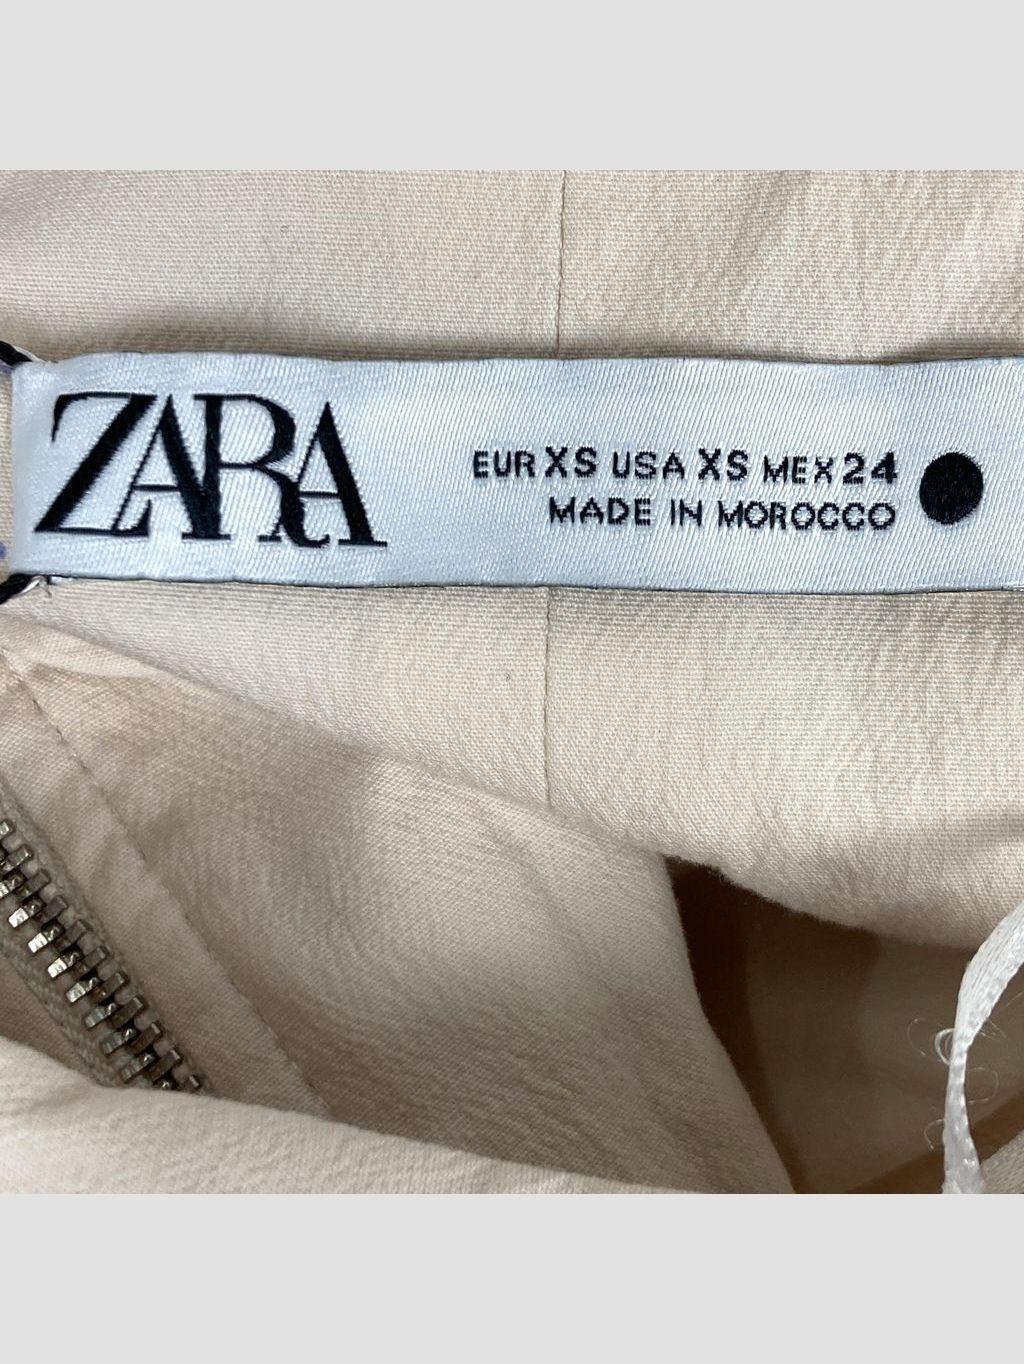 ZARA
EUR XS USA XS MEX 24
MADE IN MOROCCO